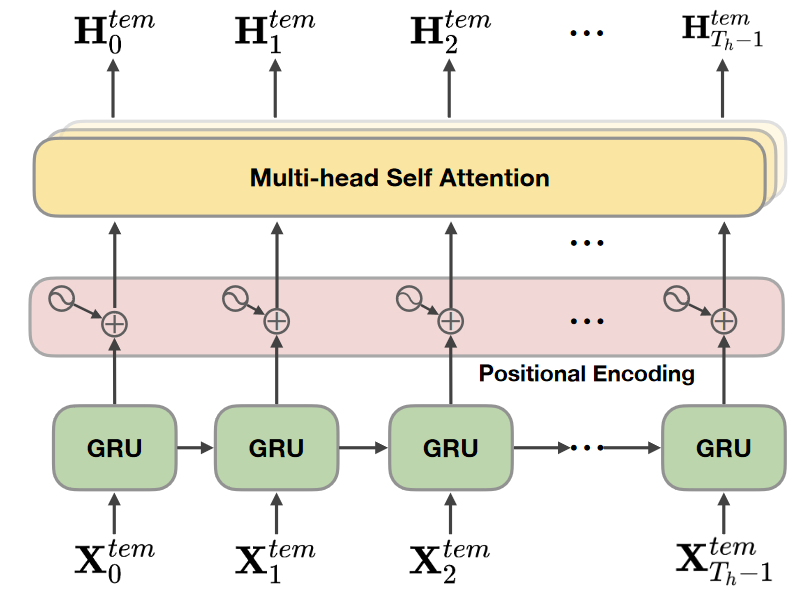 H_0^{tem} H_1^{tem} H_2^{tem} ... H_{T_h-1}^{tem}
Multi-head Self Attention
...
...
Positional Encoding
GRU GRU GRU ... GRU
X_0^{tem} X_1^{tem} X_2^{tem} X_{T_h-1}^{tem}